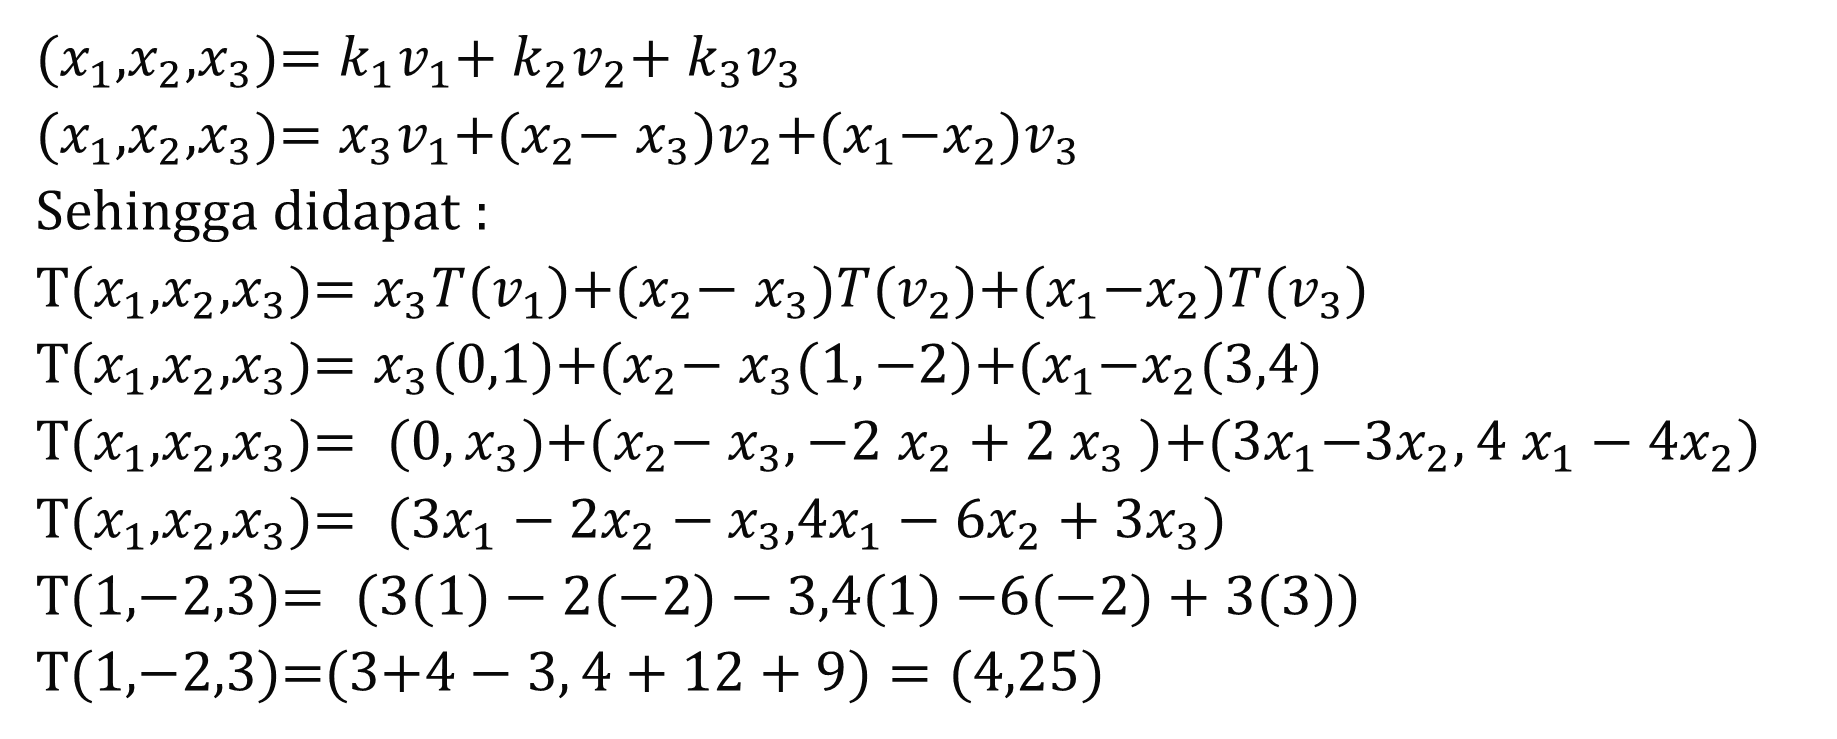 (x₁,x₂,x₃)= k₁v₁+ k₂v₂+ k₃v₃
(x₁,x₂,x₃)= x₃v₁+(x₂− x₃)v₂+(x₁−x₂)v₃
Sehingga didapat :
T(x₁,x₂,x₃)= x₃T(v₁)+(x₂− x₃)T(v₂)+(x₁−x₂)T(v₃)
T(x₁,x₂,x₃)= x₃(0,1)+(x₂− x₃(1,−2)+(x₁−x₂(3,4)
T(x₁,x₂,x₃)= (0, x₃)+(x₂− x₃, −2 x₂ + 2 x₃ )+(3x₁−3x₂, 4 x₁ − 4x₂)
T(x₁,x₂,x₃)= (3x₁ − 2x₂ − x₃,4x₁ − 6x₂ + 3x₃)
T(1,−2,3)= (3(1) − 2(−2) − 3,4(1) −6(−2) + 3(3))
T(1,−2,3)=(3+4 − 3, 4 + 12 + 9) = (4,25)